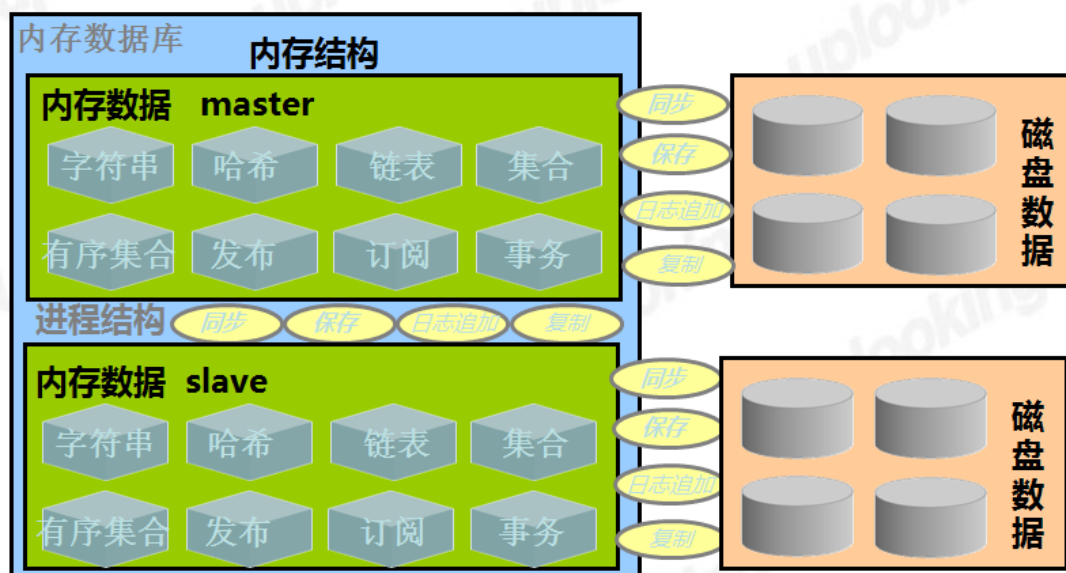 内存数据库
内存结构
内存数据 master
字符串 哈希 链表 集合
有序集合 发布 订阅 事务
同步
保存
日志追加
复制
磁盘数据
进程结构 同步 保存 日志追加 复制
内存数据 slave
字符串 哈希 链表 集合
有序集合 发布 订阅 事务
同步
保存
日志追加
复制
磁盘数据
uplooking
uplooking